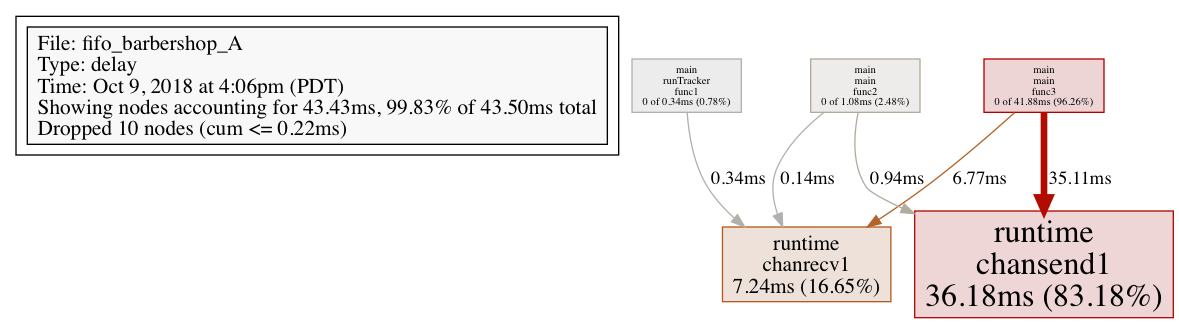 File: fifo_barbershop_A
Type: delay
Time: Oct 9, 2018 at 4:06pm (PDT)
Showing nodes accounting for 43.43ms, 99.83% of 43.50ms total
Dropped 10 nodes (cum <= 0.22ms)
main
runTracker
func1
0 of 0.34ms (0.78%)
main
main
func2
0 of 1.08ms (2.48%)
main
main
func3
0 of 41.88ms (96.26%)
0.34ms
0.14ms
0.94ms
6.77ms
35.11ms
runtime
chanrecv1
7.24ms (16.65%)
runtime
chansend1
36.18ms (83.18%)